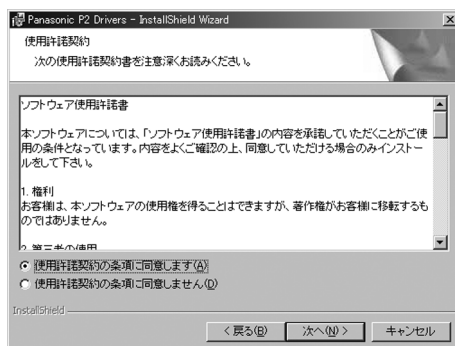 Panasonic P2 Drivers - InstallShield Wizard
使用許諾契約
次の使用許諾契約書を注意深くお読みください。
ソフトウェア使用許諾書
本ソフトウェアについては、「ソフトウェア使用許諾書」の内容を承諾していただくことがご使
用の条件となっています。内容をよくご確認の上、同意していただける場合のみインストー
ルをして下さい。
1. 権利
お客様は、本ソフトウェアの使用権を得ることはできますが、著作権がお客様に移転するも
のではありません。
2. 第三者の使用
使用許諾契約の条項に同意します(A)
使用許諾契約の条項に同意しません(D)
InstallShield
< 戻る(B)
次へ(N) >
キャンセル